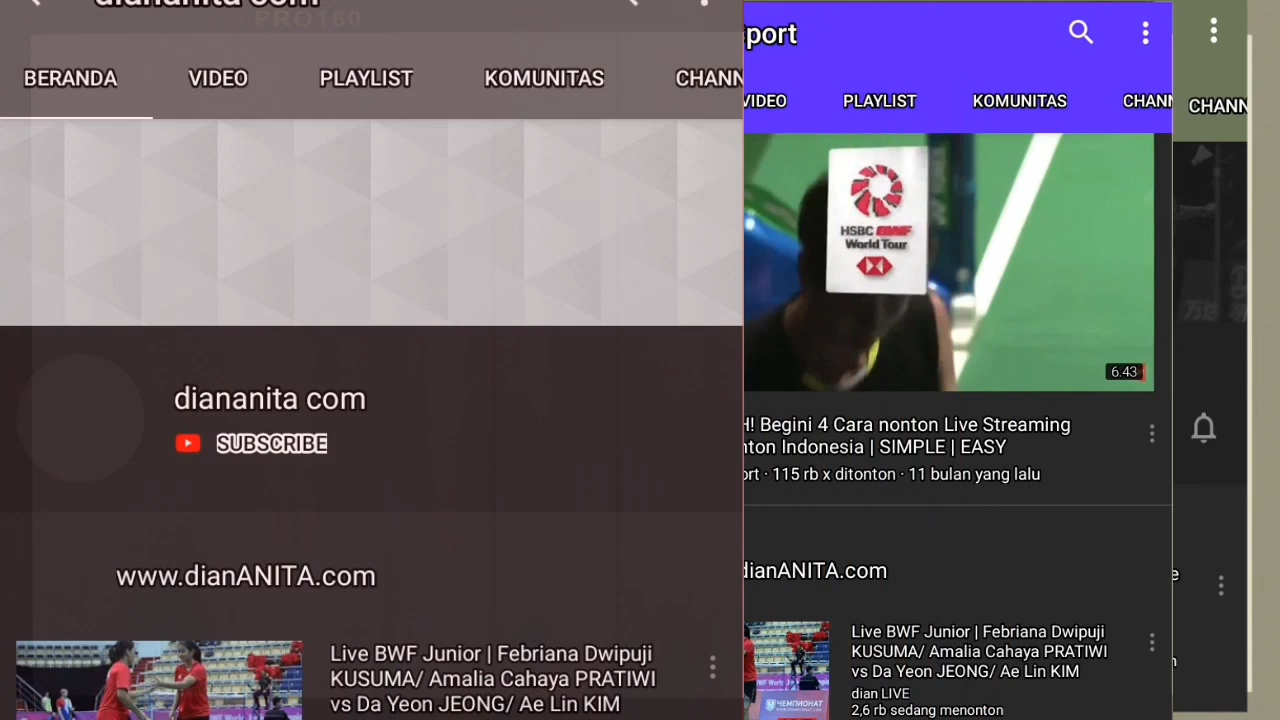 diananita com
PRO160
BERANDA VIDEO PLAYLIST KOMUNITAS CHANN
diananita com
SUBSCRIBE
www.dianANITA.com
Live BWF Junior | Febriana Dwipuji
KUSUMA/ Amalia Cahaya PRATIWI
vs Da Yeon JEONG/ Ae Lin KIM
port
VIDEO PLAYLIST KOMUNITAS CHANN
HSBC BWF
World Tour
6.43
H! Begini 4 Cara nonton Live Streaming
nton Indonesia | SIMPLE | EASY
ort · 115 rb x ditonton · 11 bulan yang lalu
dianANITA.com
Live BWF Junior | Febriana Dwipuji
KUSUMA/ Amalia Cahaya PRATIWI
vs Da Yeon JEONG/ Ae Lin KIM
dian LIVE
2,6 rb sedang menonton
ЧЕМПИОНАТ
CHANN
e
n